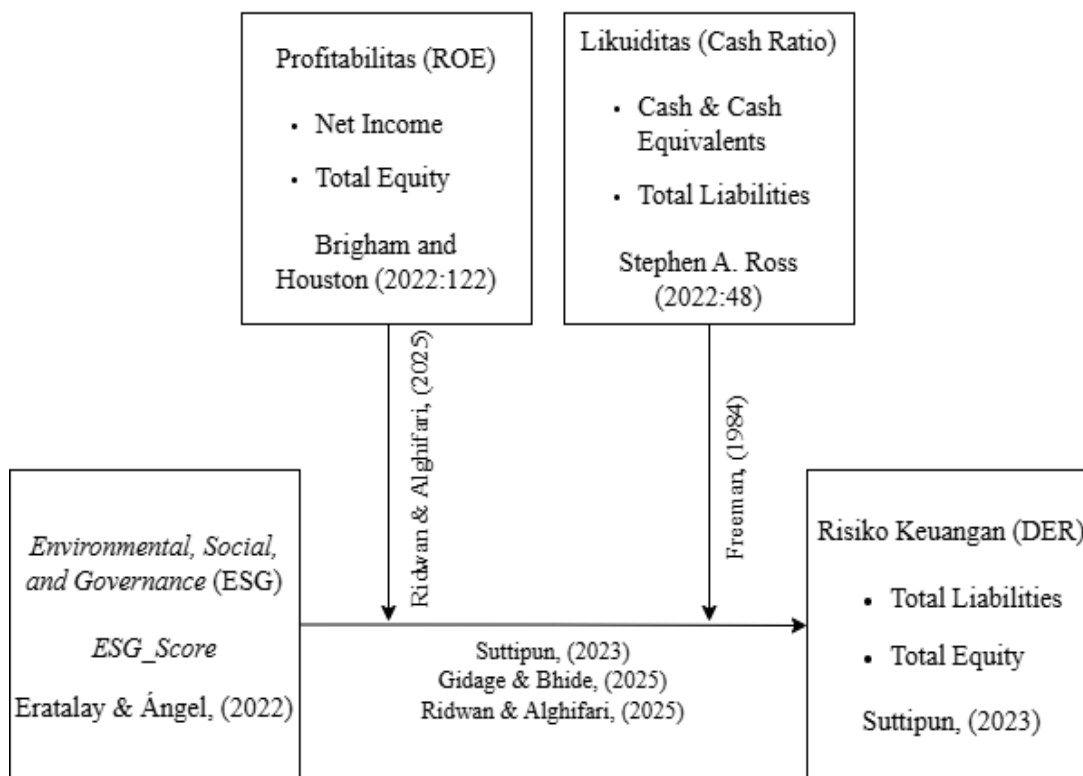 Profitabilitas (ROE)
• Net Income
• Total Equity
Brigham and
Houston (2022:122)
Likuiditas (Cash Ratio)
• Cash & Cash
Equivalents
• Total Liabilities
Stephen A. Ross
(2022:48)
Ridwan & Alghifari, (2025)
Freeman, (1984)
Environmental, Social,
and Governance (ESG)
ESG_Score
Eratalay & Ángel, (2022)
Suttipun, (2023)
Gidage & Bhide, (2025)
Ridwan & Alghifari, (2025)
Risiko Keuangan (DER)
• Total Liabilities
• Total Equity
Suttipun, (2023)